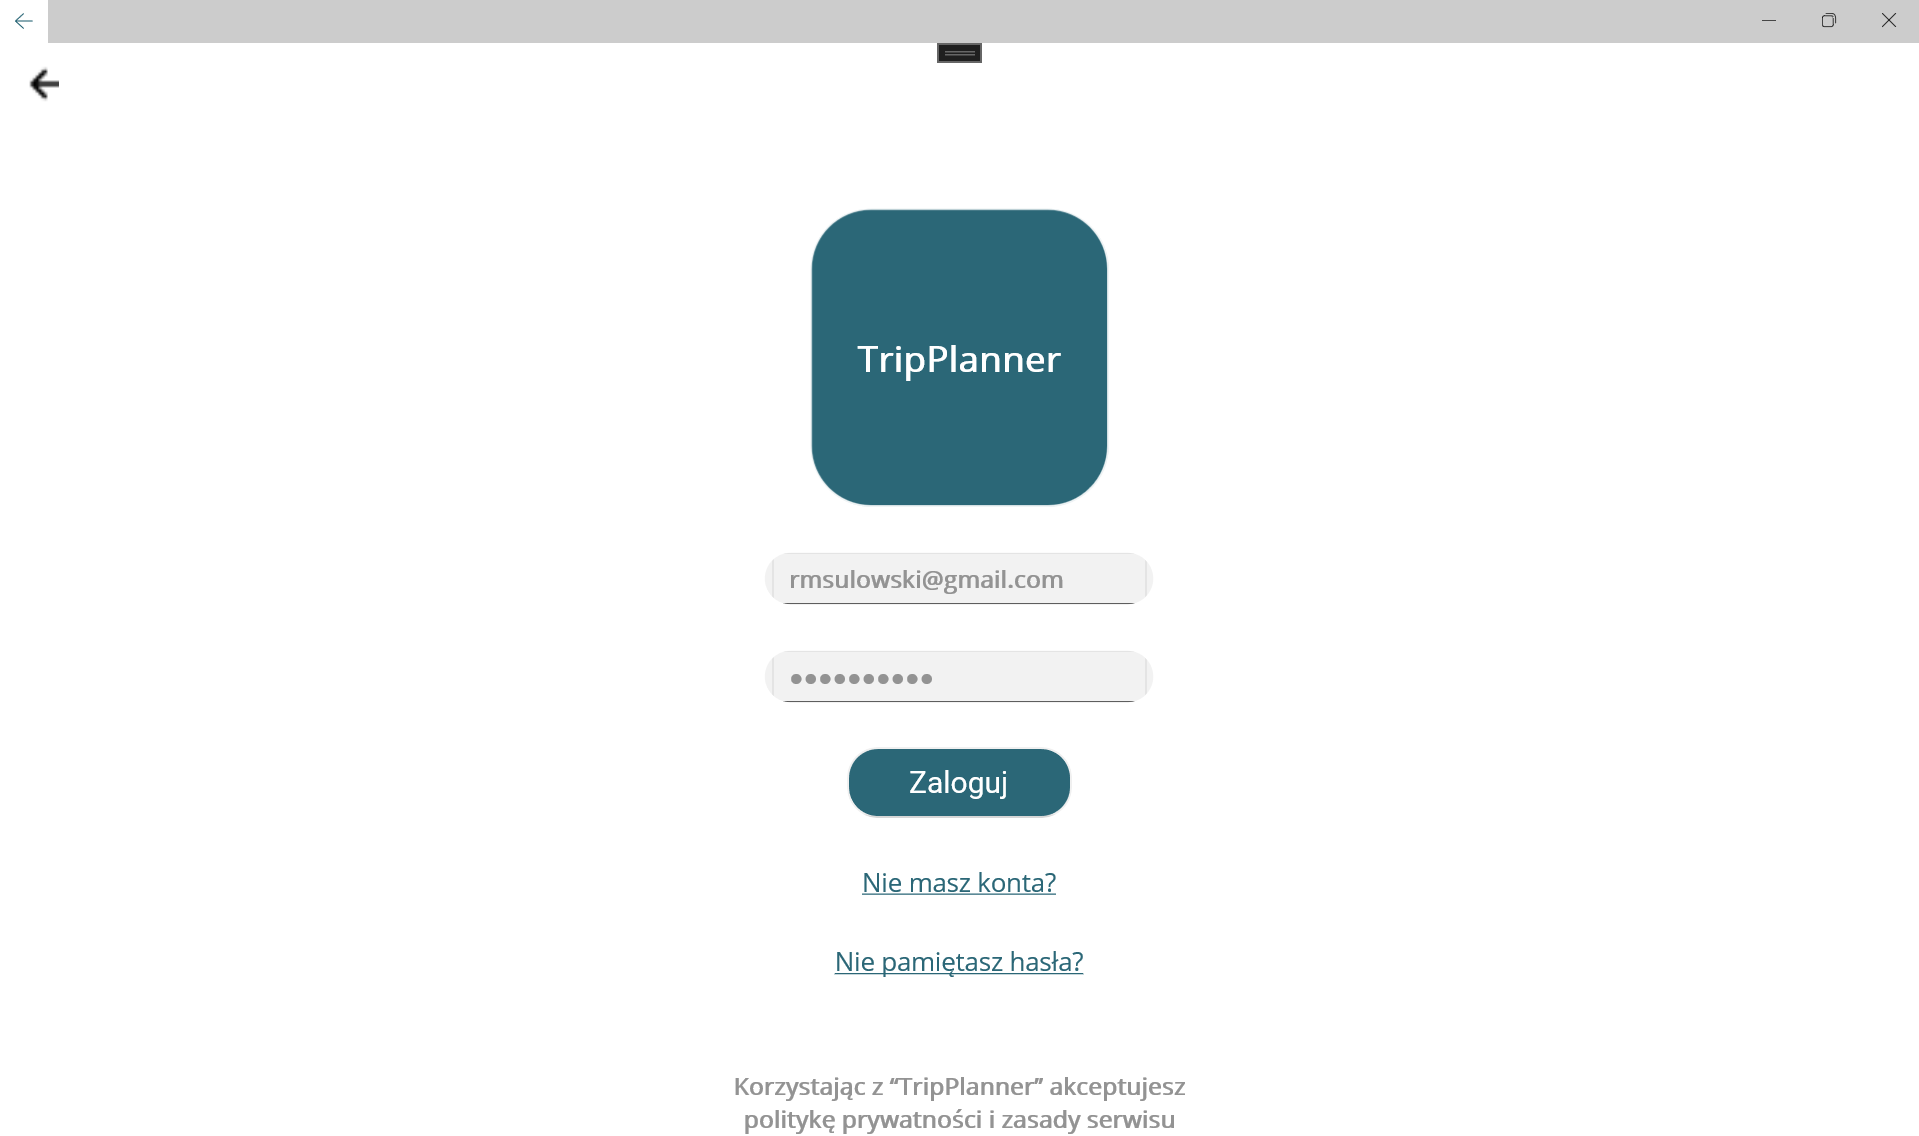 TripPlanner
rmsulowski@gmail.com
Zaloguj
Nie masz konta?
Nie pamiętasz hasła?
Korzystając z “TripPlanner” akceptujesz
politykę prywatności i zasady serwisu